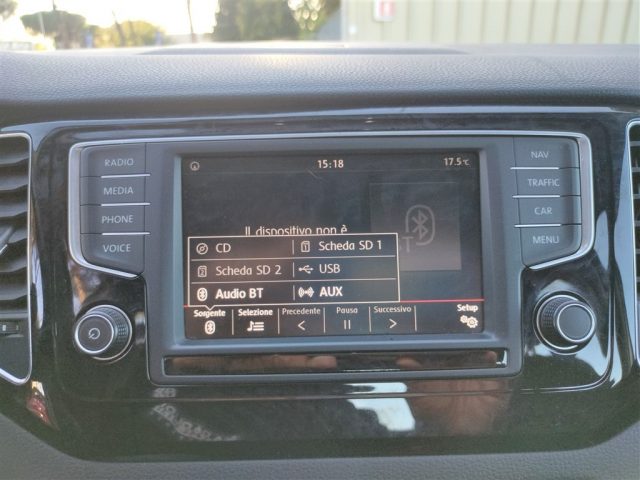 15:18
17.5°C
RADIO
MEDIA
PHONE
VOICE
NAV
TRAFFIC
CAR
MENU
Il dispositivo non è
CD
Scheda SD 1
Scheda SD 2
USB
Audio BT
AUX
Sorgente
Selezione
Precedente
Pausa
Successivo
Setup